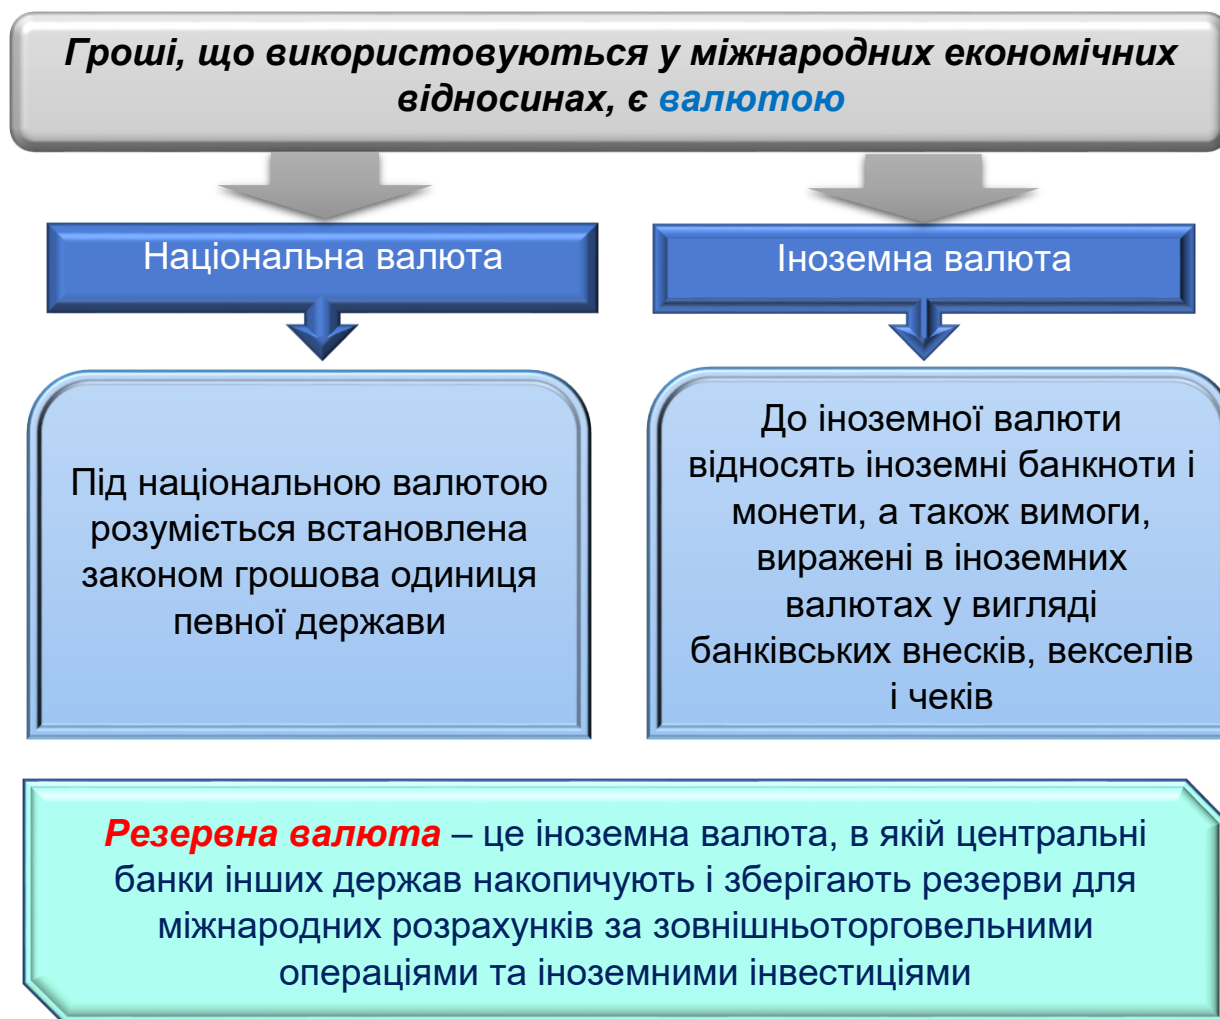 Гроші, що використовуються у міжнародних економічних
відносинах, є валютою
Національна валюта
Іноземна валюта
Під національною валютою
розуміється встановлена
законом грошова одиниця
певної держави
До іноземної валюти
відносять іноземні банкноти і
монети, а також вимоги,
виражені в іноземних
валютах у вигляді
банківських внесків, векселів
і чеків
Резервна валюта – це іноземна валюта, в якій центральні
банки інших держав накопичують і зберігають резерви для
міжнародних розрахунків за зовнішньоторговельними
операціями та іноземними інвестиціями